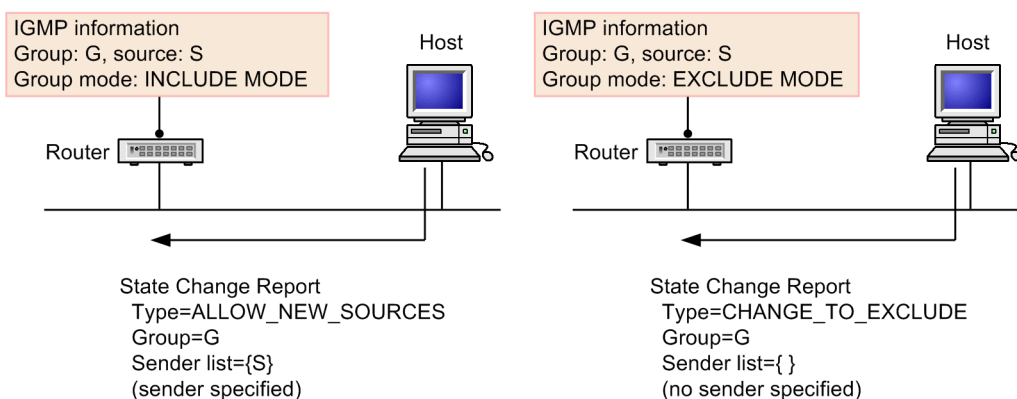 IGMP information
Group: G, source: S
Group mode: INCLUDE MODE
Host
Router
State Change Report
Type=ALLOW_NEW_SOURCES
Group=G
Sender list={S}
(sender specified)
IGMP information
Group: G, source: S
Group mode: EXCLUDE MODE
Host
Router
State Change Report
Type=CHANGE_TO_EXCLUDE
Group=G
Sender list={ }
(no sender specified)